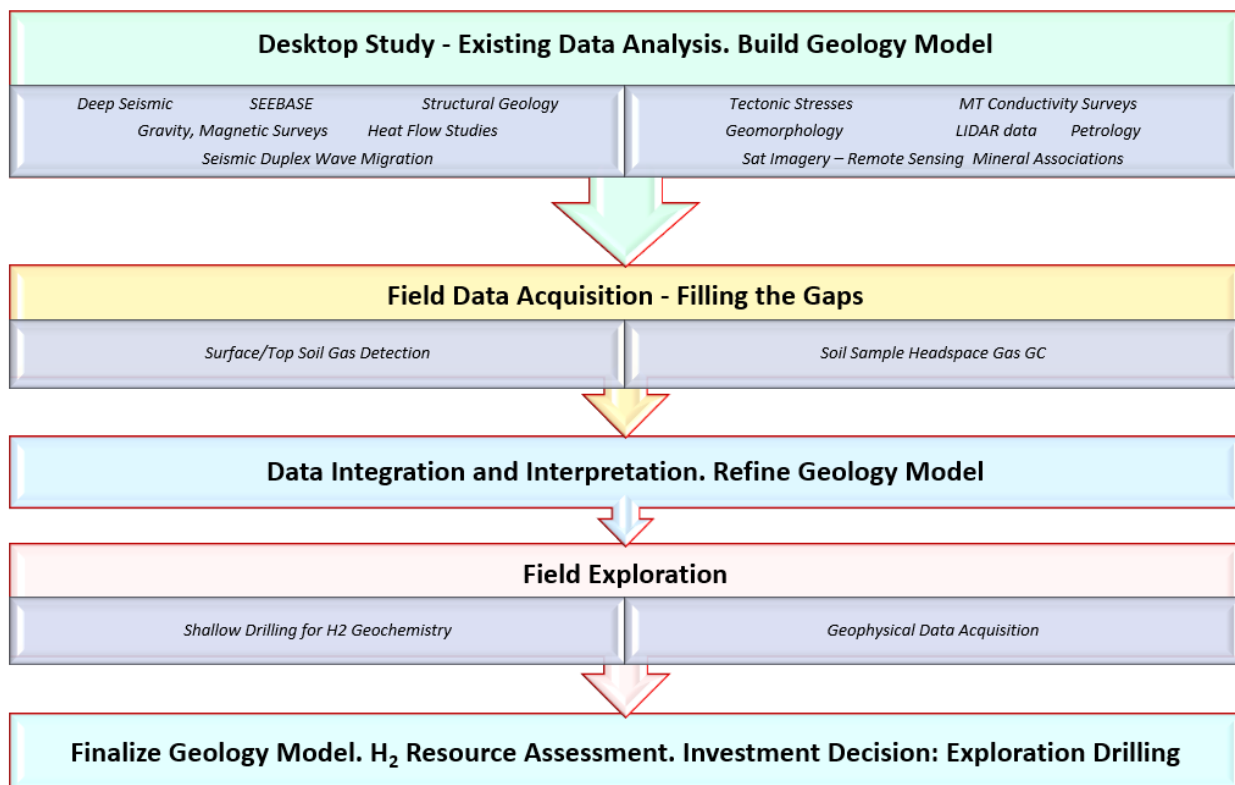 Desktop Study - Existing Data Analysis. Build Geology Model
Deep Seismic SEEBASE Structural Geology
Gravity, Magnetic Surveys Heat Flow Studies
Seismic Duplex Wave Migration
Tectonic Stresses MT Conductivity Surveys
Geomorphology LIDAR data Petrology
Sat Imagery – Remote Sensing Mineral Associations
Field Data Acquisition - Filling the Gaps
Surface/Top Soil Gas Detection
Soil Sample Headspace Gas GC
Data Integration and Interpretation. Refine Geology Model
Field Exploration
Shallow Drilling for H2 Geochemistry
Geophysical Data Acquisition
Finalize Geology Model. H₂ Resource Assessment. Investment Decision: Exploration Drilling